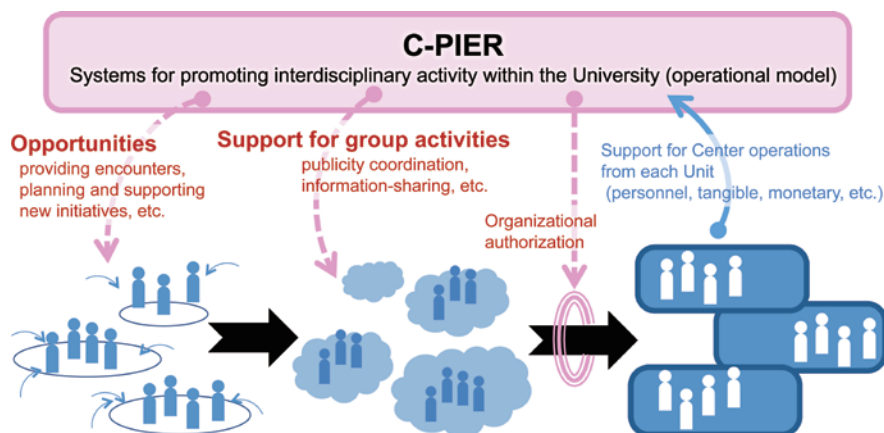 C-PIER
Systems for promoting interdisciplinary activity within the University (operational model)
Opportunities
providing encounters,
planning and supporting
new initiatives, etc.
Support for group activities
publicity coordination,
information-sharing, etc.
Organizational
authorization
Support for Center operations
from each Unit
(personnel, tangible, monetary, etc.)